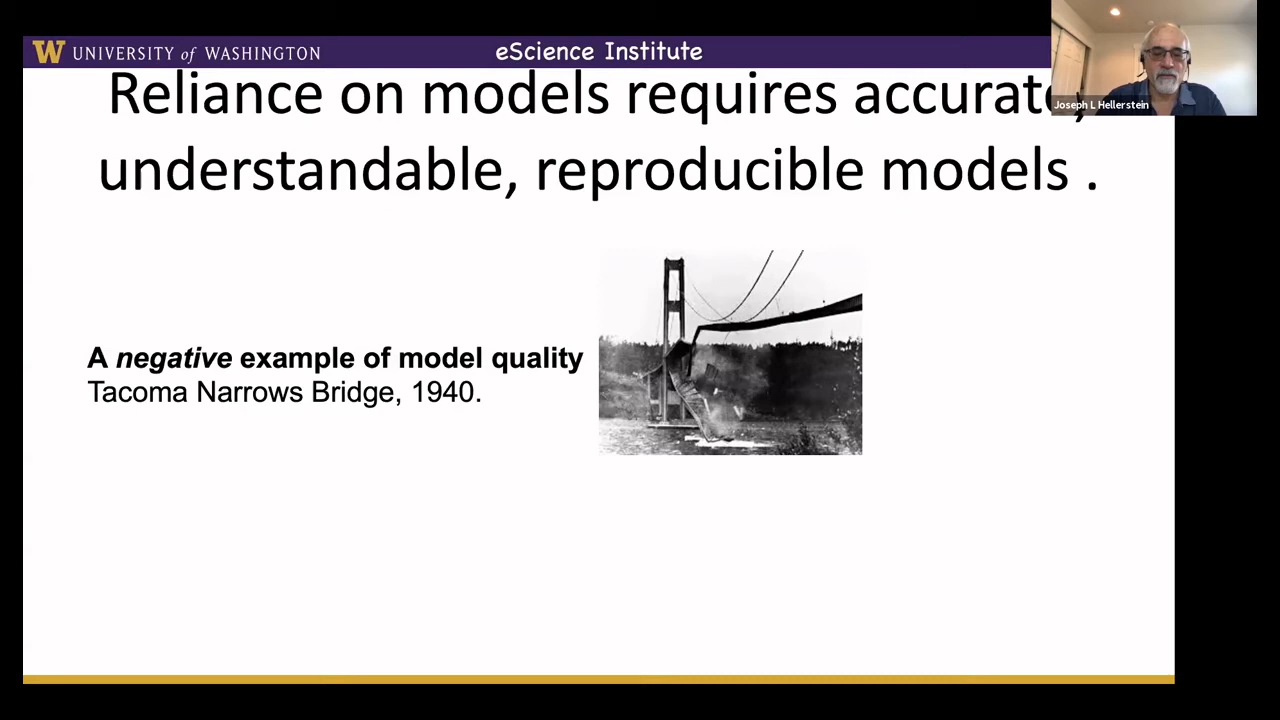 W UNIVERSITY of WASHINGTON
eScience Institute
Reliance on models requires accurate,
understandable, reproducible models .
Joseph L Hellerstein
A negative example of model quality
Tacoma Narrows Bridge, 1940.